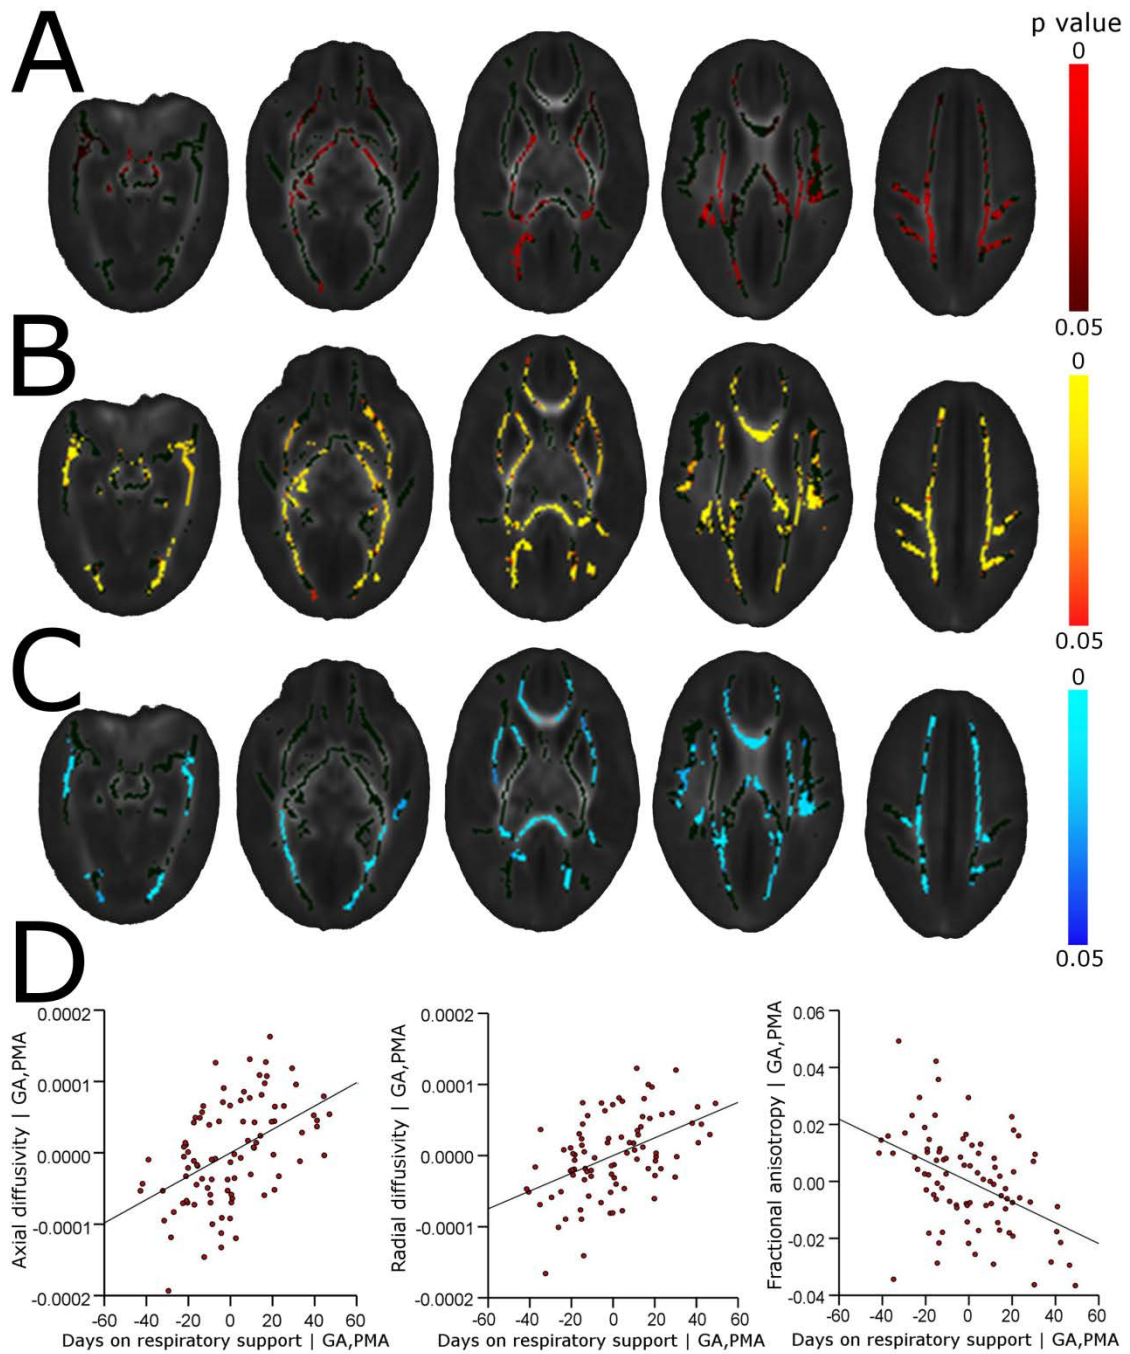 A
p value
0
0.05
B
0
0.05
C
0
0.05
D
Axial diffusivity | GA,PMA
0.0002
0.0001
0.0000
-0.0001
-0.0002
-60 -40 -20 0 20 40 60
Days on respiratory support | GA,PMA
Radial diffusivity | GA,PMA
0.0002
0.0001
0.0000
-0.0001
-0.0002
-60 -40 -20 0 20 40 60
Days on respiratory support | GA,PMA
Fractional anisotropy | GA,PMA
0.06
0.04
0.02
0.00
-0.02
-0.04
-60 -40 -20 0 20 40 60
Days on respiratory support | GA,PMA